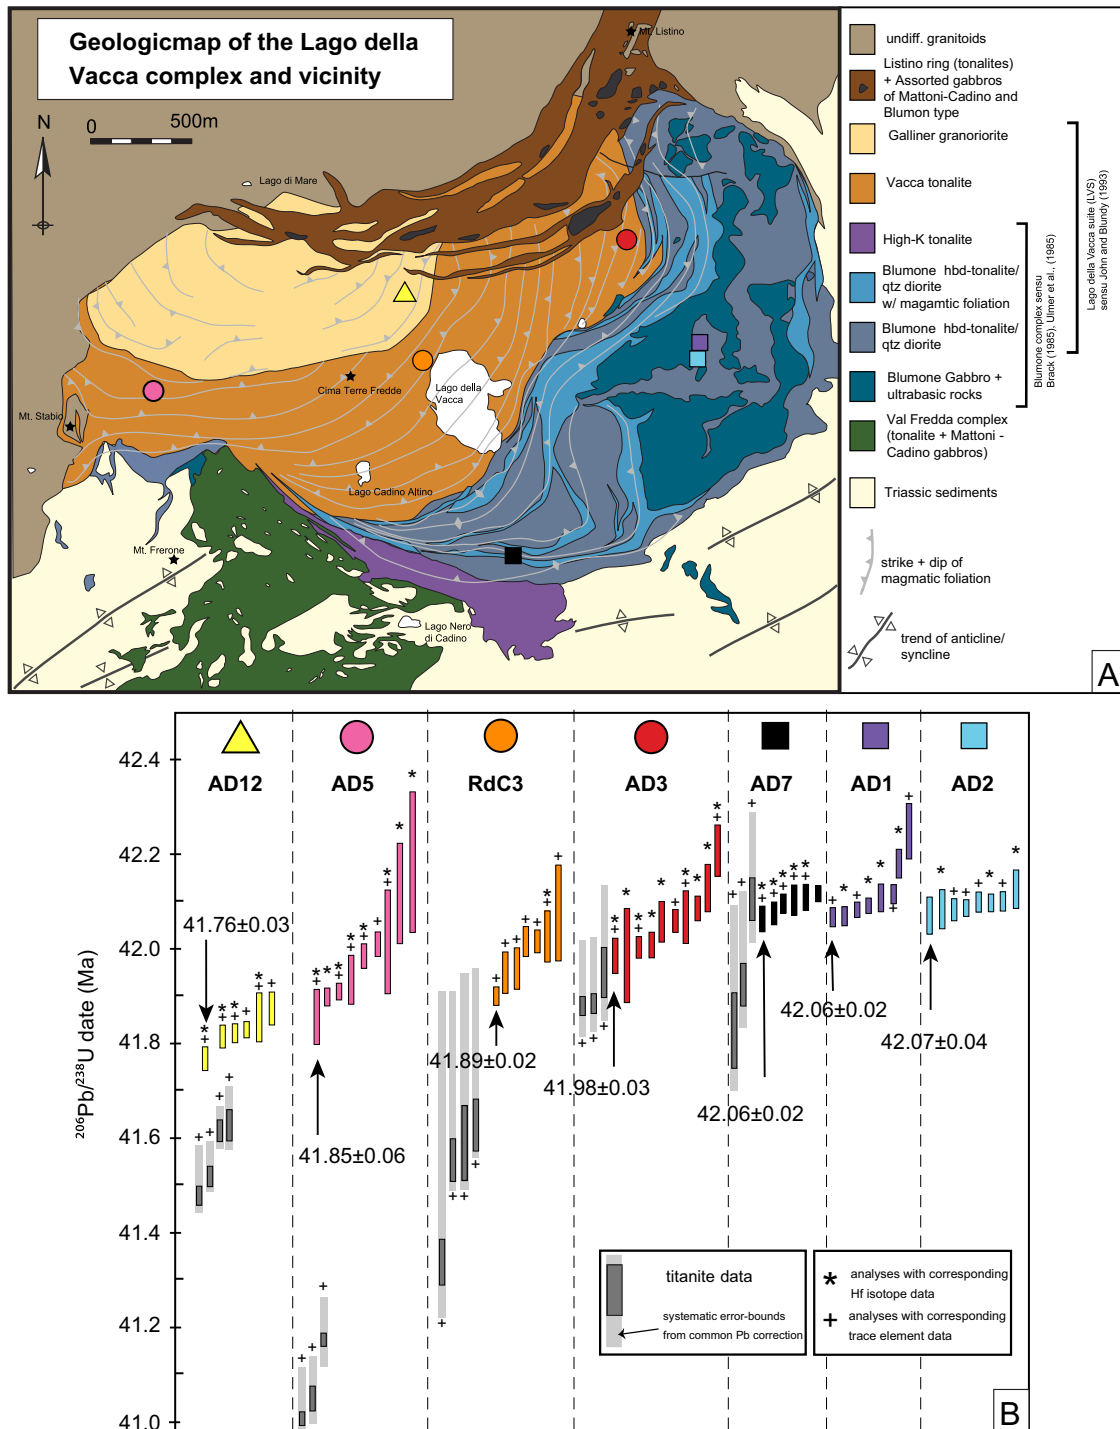 Geologicmap of the Lago della
Vacca complex and vicinity
N
0 500m
Mt. Listino
Lago di Mare
Cima Terre Fredde
Lago della
Vacca
Mt. Stabio
Lago Cadino Altino
Mt. Frerone
Lago Nero
di Cadino
undiff. granitoids
Listino ring (tonalites)
+ Assorted gabbros
of Mattoni-Cadino and
Blumon type
Galliner granoriorite
Vacca tonalite
High-K tonalite
Blumone hbd-tonalite/
qtz diorite
w/ magamtic foliation
Blumone hbd-tonalite/
qtz diorite
Blumone Gabbro +
ultrabasic rocks
Val Fredda complex
(tonalite + Mattoni -
Cadino gabbros)
Triassic sediments
strike + dip of
magmatic foliation
trend of anticline/
syncline
Blumone complex sensu
Brack (1985), Ulmer et al., (1985)
Lago della Vacca suite (LVS)
sensu John and Blundy (1993)
A
206Pb/238U date (Ma)
42.4
42.2
42.0
41.8
41.6
41.4
41.2
41.0
AD12
AD5
RdC3
AD3
AD7
AD1
AD2
41.76±0.03
41.85±0.06
41.89±0.02
41.98±0.03
42.06±0.02
42.06±0.02
42.07±0.04
titanite data
systematic error-bounds
from common Pb correction
* analyses with corresponding
Hf isotope data
+ analyses with corresponding
trace element data
B